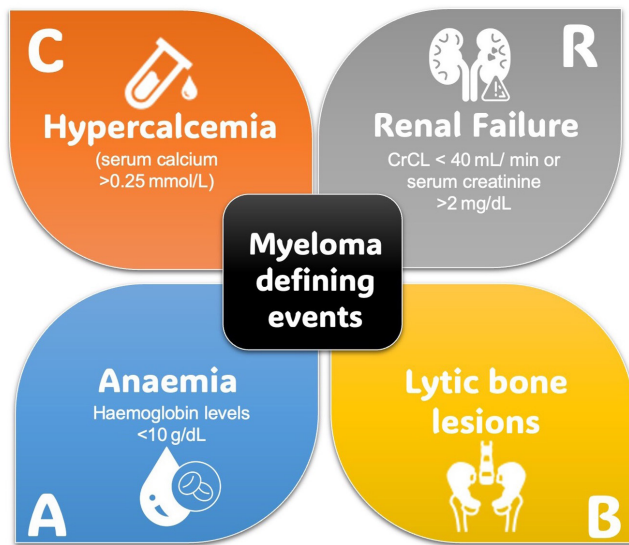 C
Hypercalcemia
(serum calcium
>0.25 mmol/L)
R
Renal Failure
CrCL < 40 mL/ min or
serum creatinine
>2 mg/dL
Myeloma
defining
events
Anaemia
Haemoglobin levels
<10 g/dL
A
Lytic bone
lesions
B